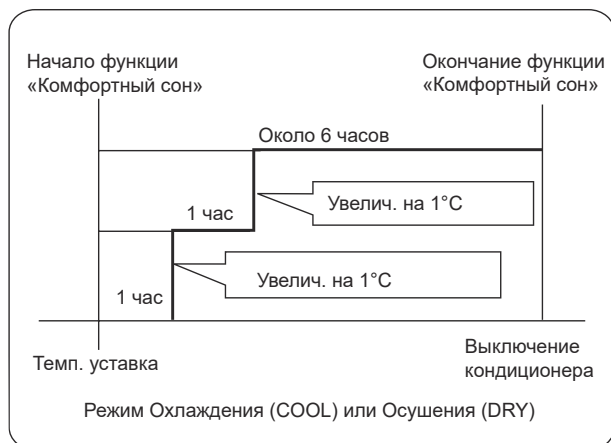 Начало функции
«Комфортный сон»
Окончание функции
«Комфортный сон»
Около 6 часов
Увелич. на 1°C
1 час
Увелич. на 1°C
1 час
Темп. уставка
Выключение
кондиционера
Режим Охлаждения (COOL) или Осушения (DRY)